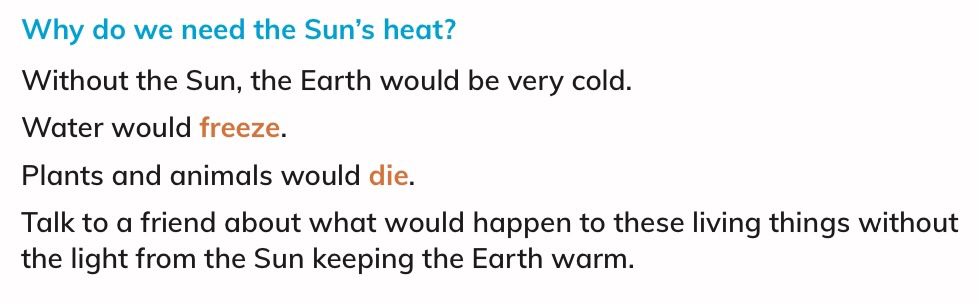 Why do we need the Sun's heat?
Without the Sun, the Earth would be very cold.
Water would freeze.
Plants and animals would die.
Talk to a friend about what would happen to these living things without
the light from the Sun keeping the Earth warm.